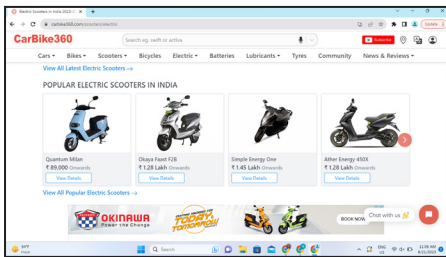 Electric Scooters in India 2023 |
carbike360.com/scooters/electric
Update
CarBike360
Search eg. swift or activa
Subscribe
Cars Bikes Scooters Bicycles Electric Batteries Lubricants Tyres Community News & Reviews
View All Latest Electric Scooters →
POPULAR ELECTRIC SCOOTERS IN INDIA
Quantum Milan Okaya Faast F2B Simple Energy One Ather Energy 450X
₹ 89,000 Onwards ₹ 1.28 Lakh Onwards ₹ 1.45 Lakh Onwards ₹ 1.28 Lakh Onwards
View Details View Details View Details View Details
View All Popular Electric Scooters →
OKINAWA
Power the Change
TODAY,
TOMORROW
BOOK NOW
Chat with us
Search
ENG
US